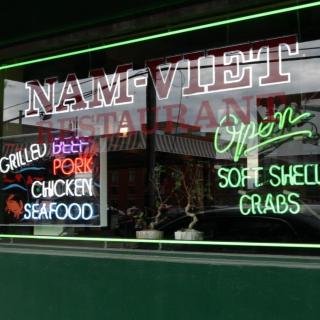 NAM-VIET
RESTAURANT
GRILLED BEEF
PORK
CHICKEN
SEAFOOD
Open
SOFT SHELL
CRABS